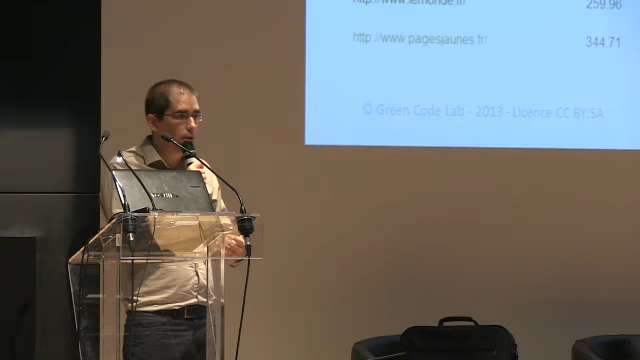 http://www.lemonde.fr/ 259.96
http://www.pagesjaunes.fr/ 344.71
© Green Code Lab - 2013 - Licence CC BY:SA